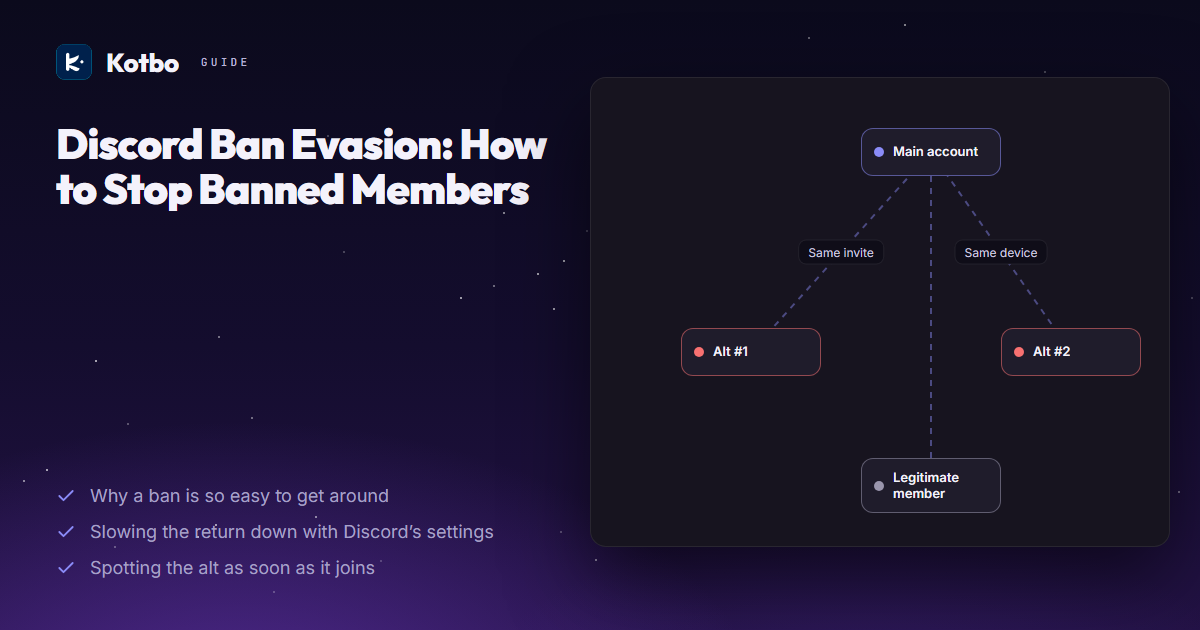 Kotbo
GUIDE
Discord Ban Evasion: How
to Stop Banned Members
Why a ban is so easy to get around
Slowing the return down with Discord’s settings
Spotting the alt as soon as it joins
Main account
Same invite
Same device
Alt #1
Alt #2
Legitimate
member